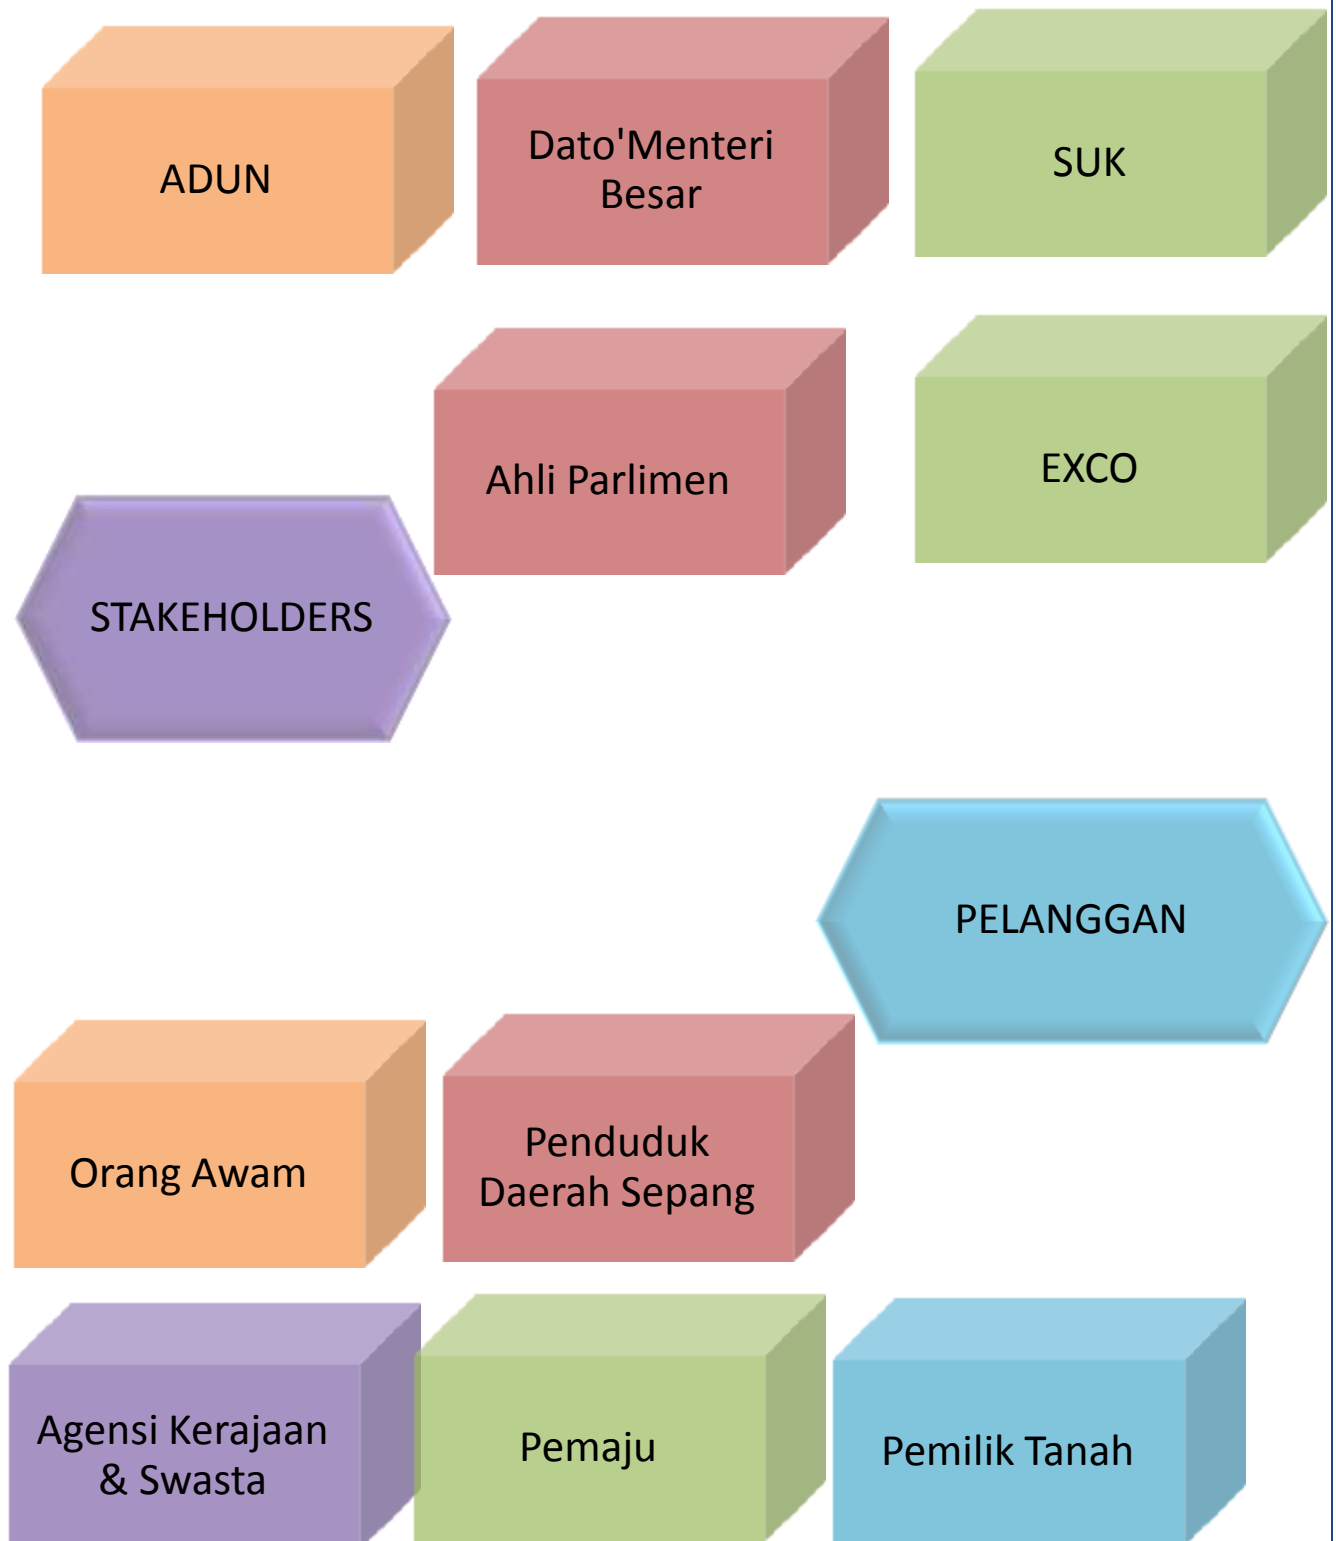 ADUN
Dato'Menteri
Besar
SUK
Ahli Parlimen
EXCO
STAKEHOLDERS
PELANGGAN
Orang Awam
Penduduk
Daerah Sepang
Agensi Kerajaan
& Swasta
Pemaju
Pemilik Tanah